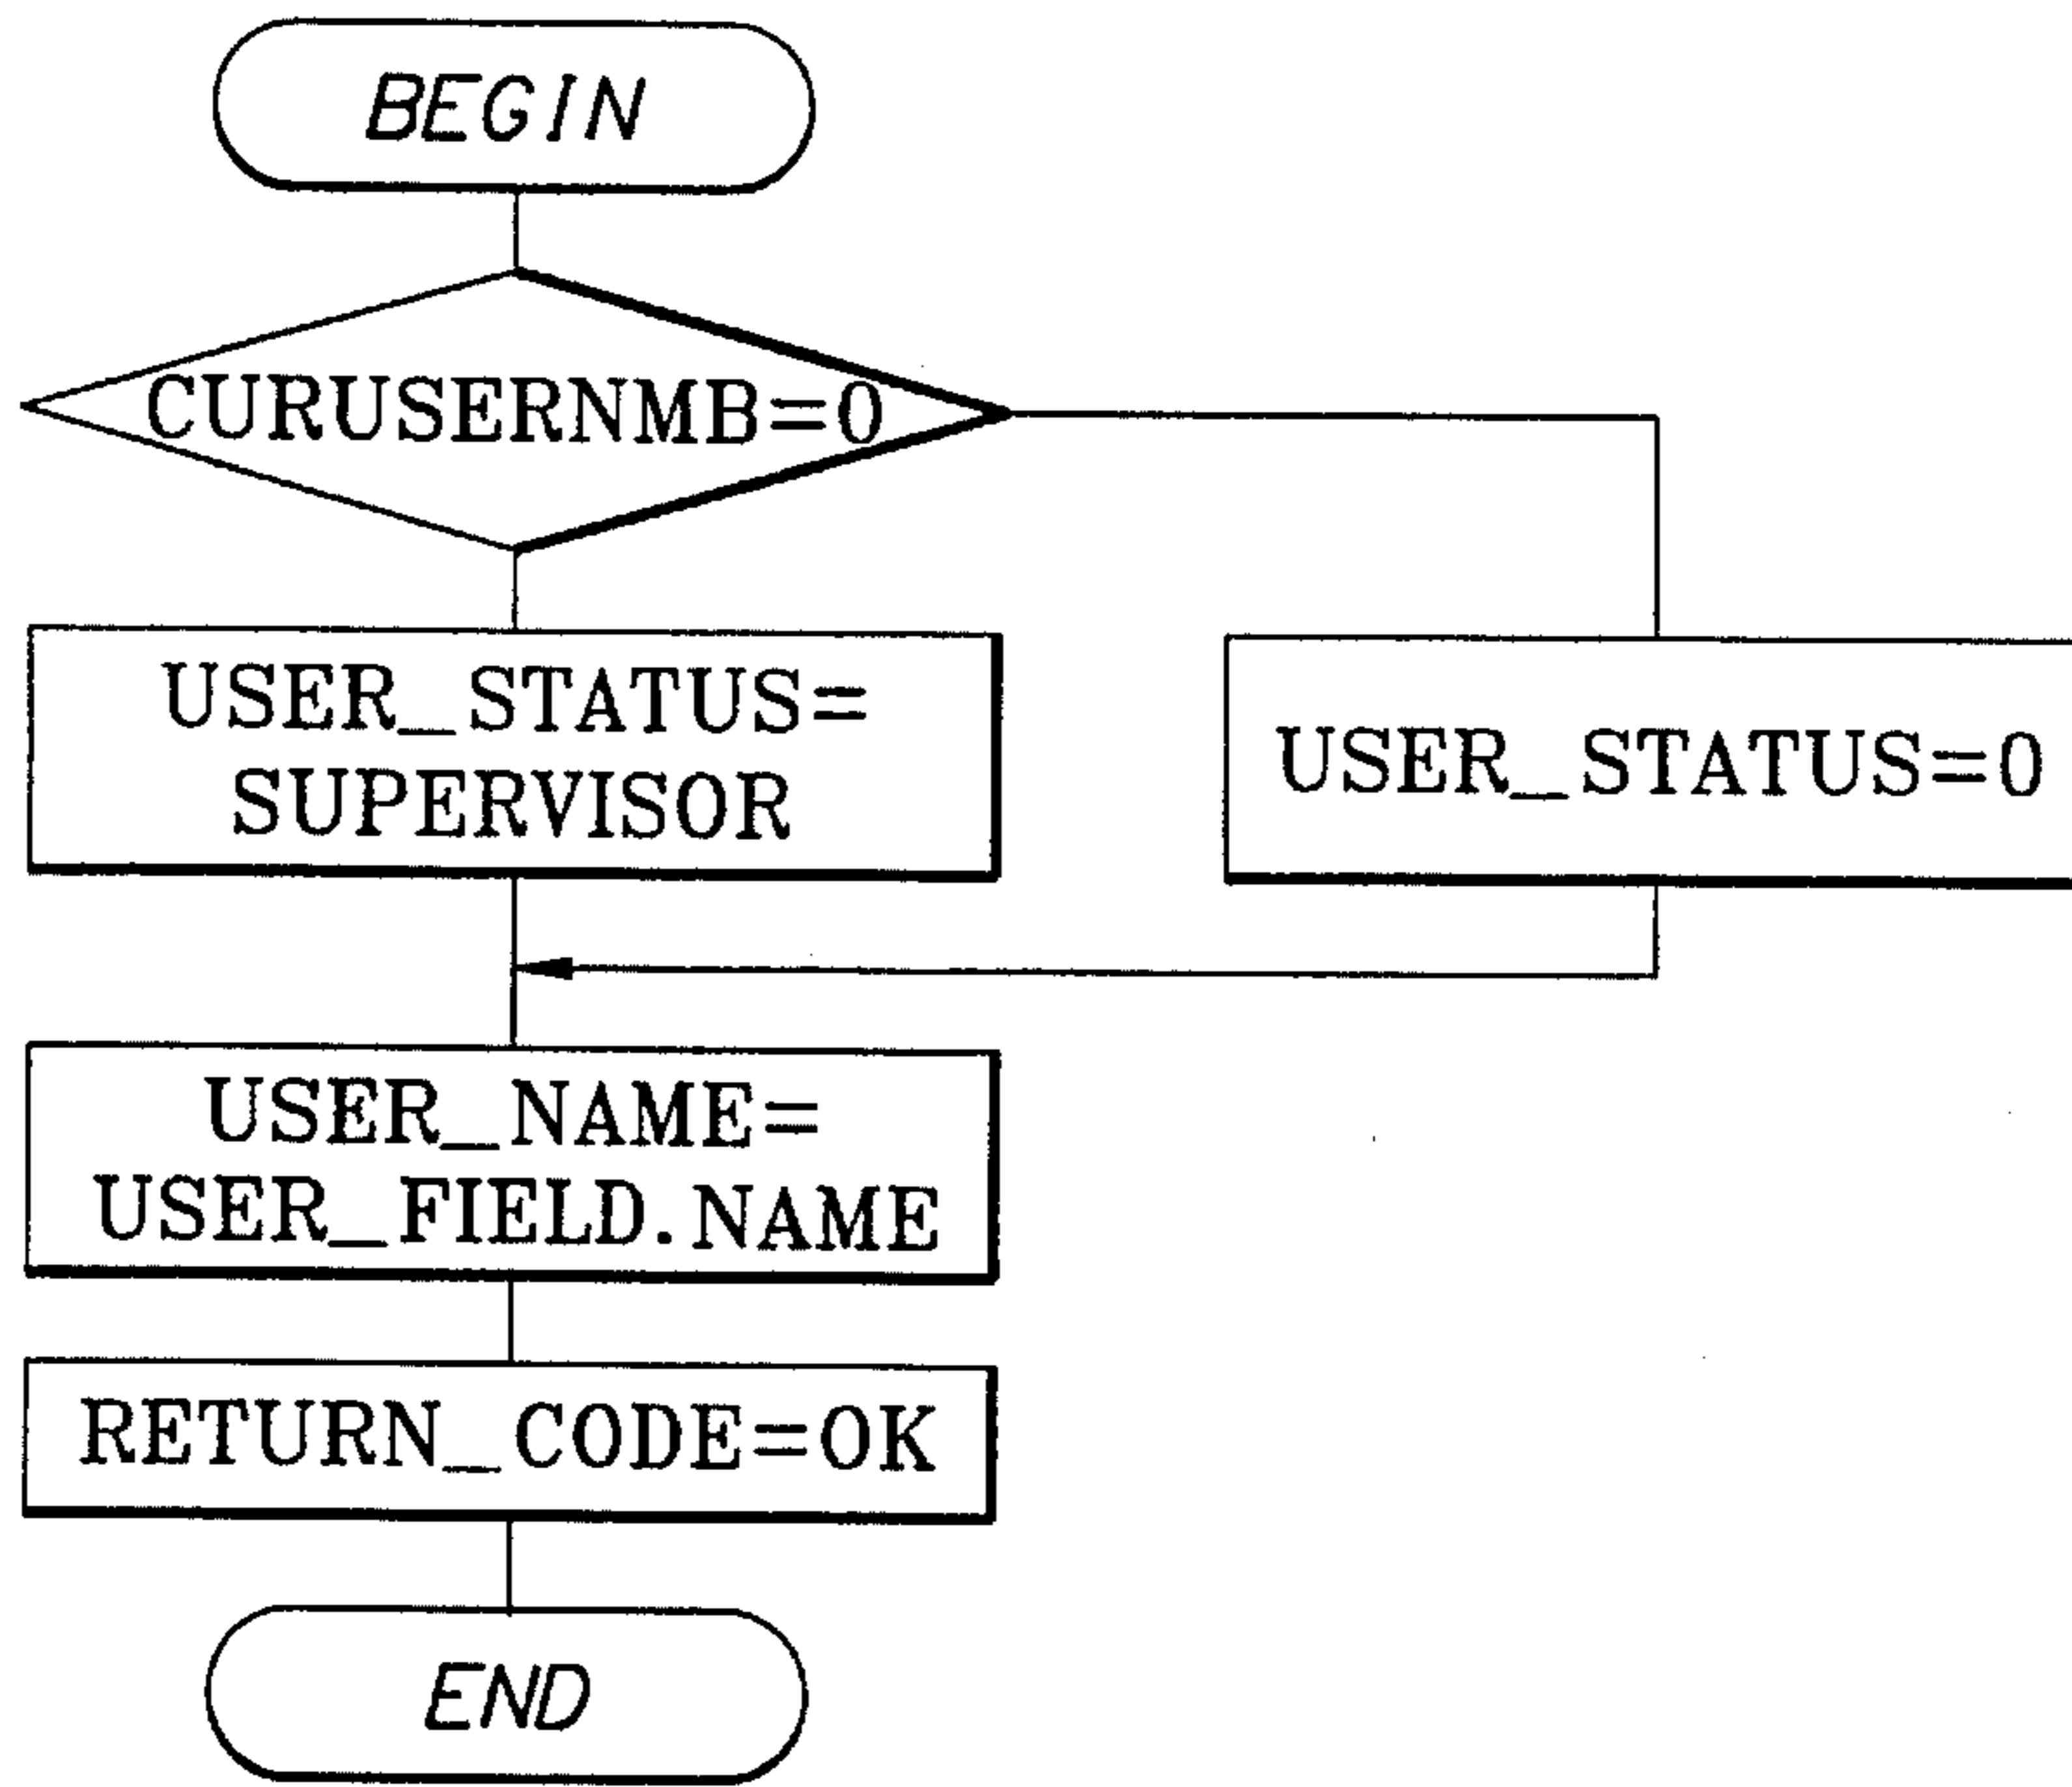 BEGIN
CURUSERNMB=0
USER_STATUS=
SUPERVISOR
USER_STATUS=0
USER_NAME=
USER_FIELD.NAME
RETURN_CODE=OK
END